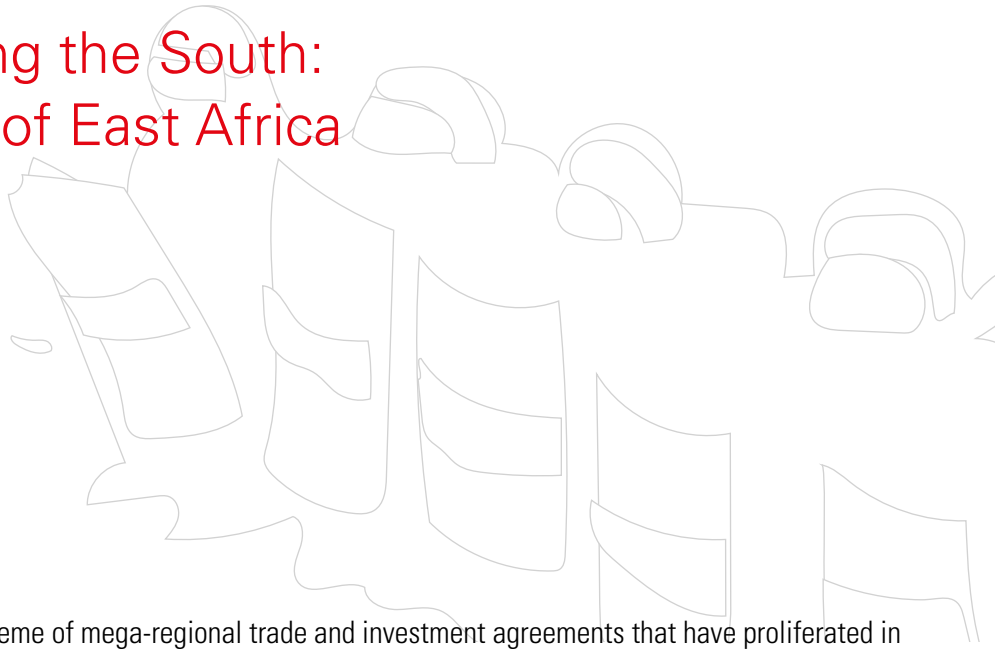 ng the South:
of East Africa
eme of mega-regional trade and investment agreements that have proliferated in